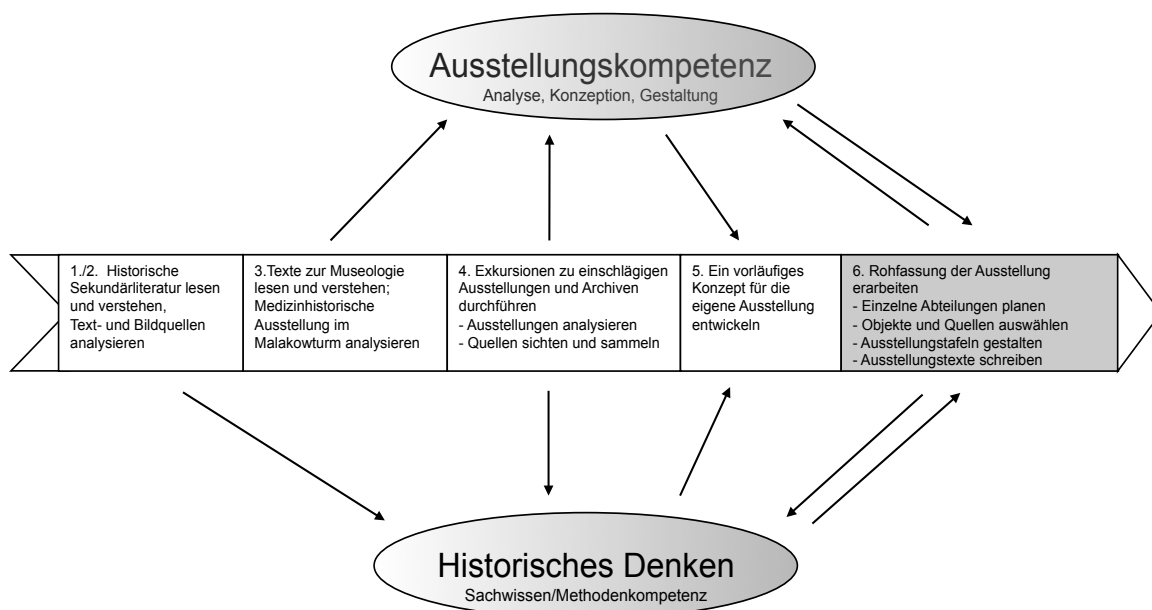 Ausstellungskompetenz
Analyse, Konzeption, Gestaltung
1./2. Historische
Sekundärliteratur lesen
und verstehen,
Text- und Bildquellen
analysieren
3.Texte zur Museologie
lesen und verstehen;
Medizinhistorische
Ausstellung im
Malakowturm analysieren
4. Exkursionen zu einschlägigen
Ausstellungen und Archiven
durchführen
- Ausstellungen analysieren
- Quellen sichten und sammeln
5. Ein vorläufiges
Konzept für die
eigene Ausstellung
entwickeln
6. Rohfassung der Ausstellung
erarbeiten
- Einzelne Abteilungen planen
- Objekte und Quellen auswählen
- Ausstellungstafeln gestalten
- Ausstellungstexte schreiben
Historisches Denken
Sachwissen/Methodenkompetenz